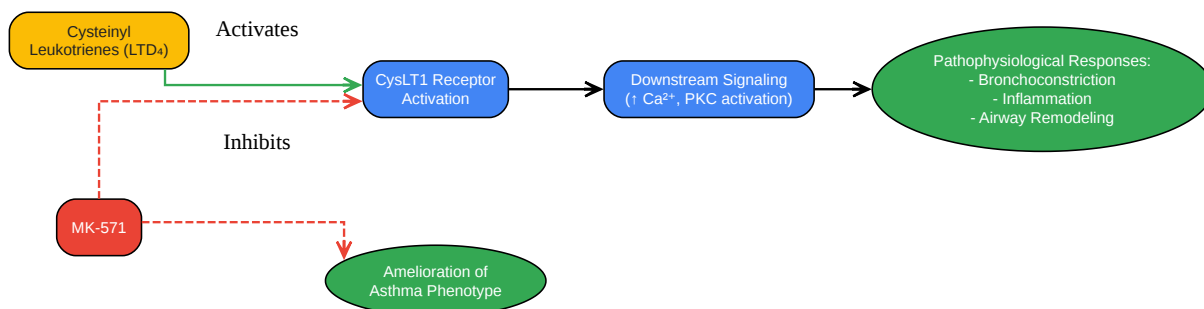 Cysteinyl
Leukotrienes (LTD₄)
Activates
CysLT1 Receptor
Activation
Downstream Signaling
(↑ Ca²⁺, PKC activation)
Pathophysiological Responses:
- Bronchoconstriction
- Inflammation
- Airway Remodeling
Inhibits
MK-571
Amelioration of
Asthma Phenotype